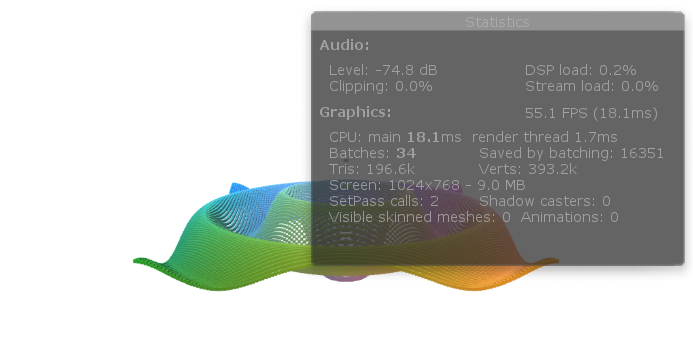 Statistics
Audio:
Level: -74.8 dB DSP load: 0.2%
Clipping: 0.0% Stream load: 0.0%
Graphics: 55.1 FPS (18.1ms)
CPU: main 18.1ms render thread 1.7ms
Batches: 34 Saved by batching: 16351
Tris: 196.6k Verts: 393.2k
Screen: 1024x768 - 9.0 MB
SetPass calls: 2 Shadow casters: 0
Visible skinned meshes: 0 Animations: 0